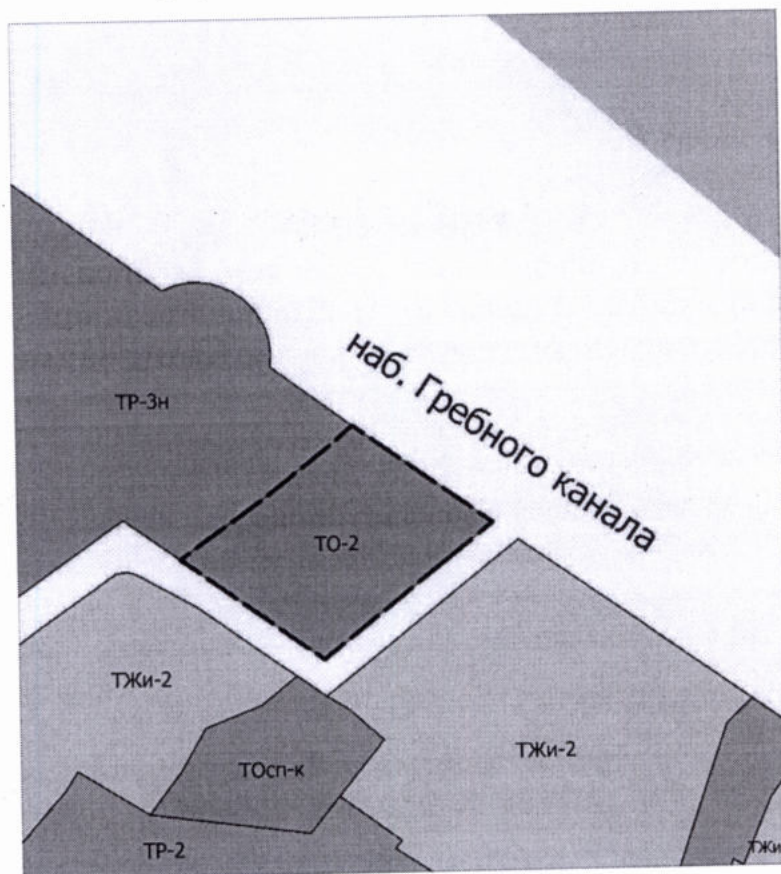 наб. Гребного канала
ТР-3н
ТО-2
ТЖи-2
ТЖи-2
ТОсп-к
ТР-2
ТЖи